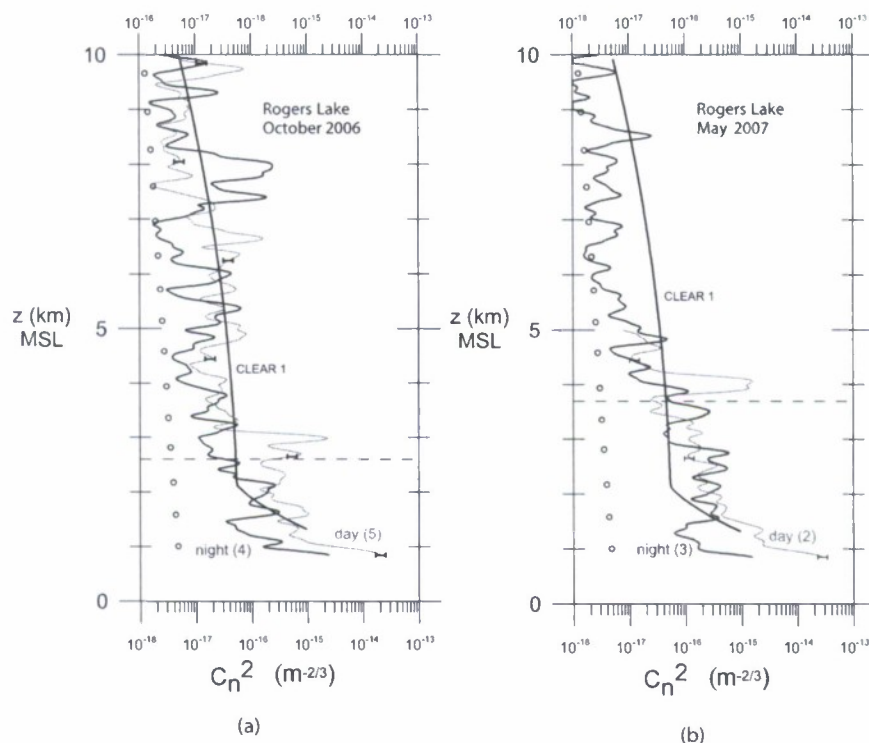 10⁻¹⁶ 10⁻¹⁷ 10⁻¹⁶ 10⁻¹⁵ 10⁻¹⁴ 10⁻¹³
10
Rogers Lake
October 2006
z (km)
MSL
5
CLEAR 1
night (4)
day (5)
0
10⁻¹⁸ 10⁻¹⁷ 10⁻¹⁶ 10⁻¹⁵ 10⁻¹⁴ 10⁻¹³
Cₙ² (m⁻²/³)
(a)
10⁻¹⁶ 10⁻¹⁷ 10⁻¹⁶ 10⁻¹⁵ 10⁻¹⁴ 10⁻¹³
10
Rogers Lake
May 2007
CLEAR 1
z (km)
MSL
5
day (2)
night (3)
0
10⁻¹⁸ 10⁻¹⁷ 10⁻¹⁶ 10⁻¹⁵ 10⁻¹⁴ 10⁻¹³
Cₙ² (m⁻²/³)
(b)